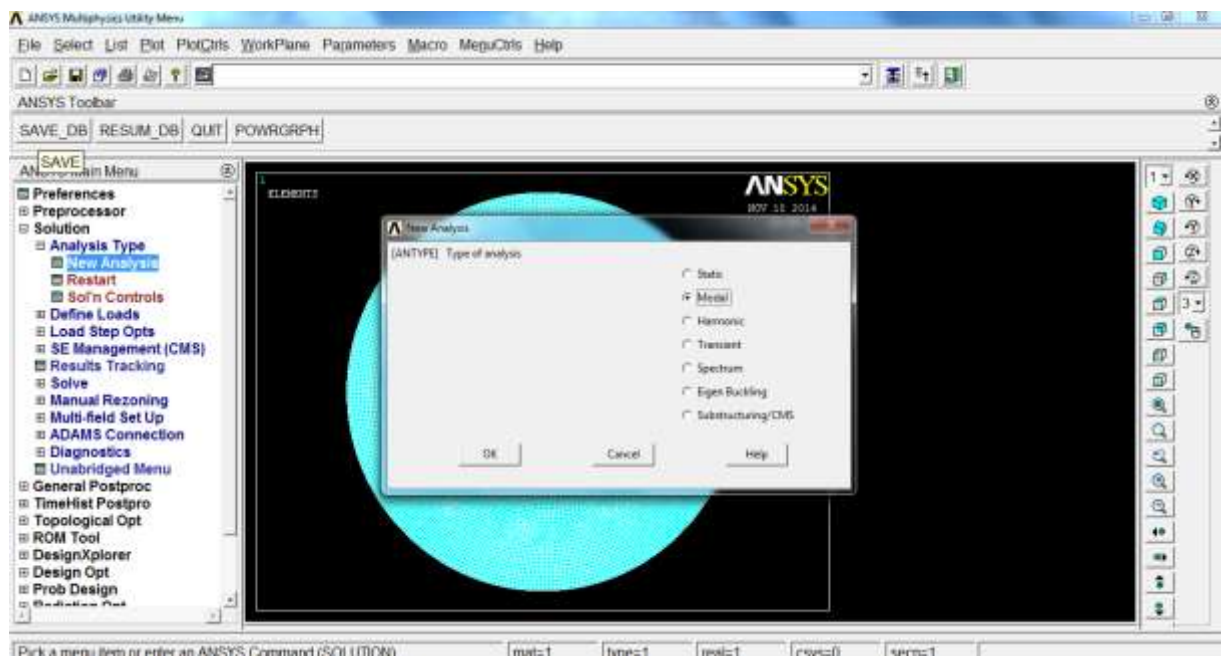 ANSYS Multiphysics Utility Menu
File Select List Plot PlotCtrls WorkPlane Parameters Macro MenuCtrls Help
ANSYS Toolbar
SAVE_DB RESUM_DB QUIT POWRGRPH
SAVE
Main Menu
Preferences
Preprocessor
Solution
Analysis Type
New Analysis
Restart
Sol'n Controls
Define Loads
Load Step Opts
SE Management (CMS)
Results Tracking
Solve
Manual Rezoning
Multi-field Set Up
ADAMS Connection
Diagnostics
Unabridged Menu
General Postproc
TimeHist Postpro
Topological Opt
ROM Tool
DesignXplorer
Design Opt
Prob Design
1
ELEMENTS
ANSYS
NOV 2014
New Analysis
[ANTYPE] Type of analysis
Static
Modal
Harmonic
Transient
Spectrum
Eigen Buckling
Substructuring/CMS
OK Cancel Help
1
3
Pick a menu item or enter an ANSYS Command (SOLUTION) mat=1 type=1 real=1 csys=0 secn=1